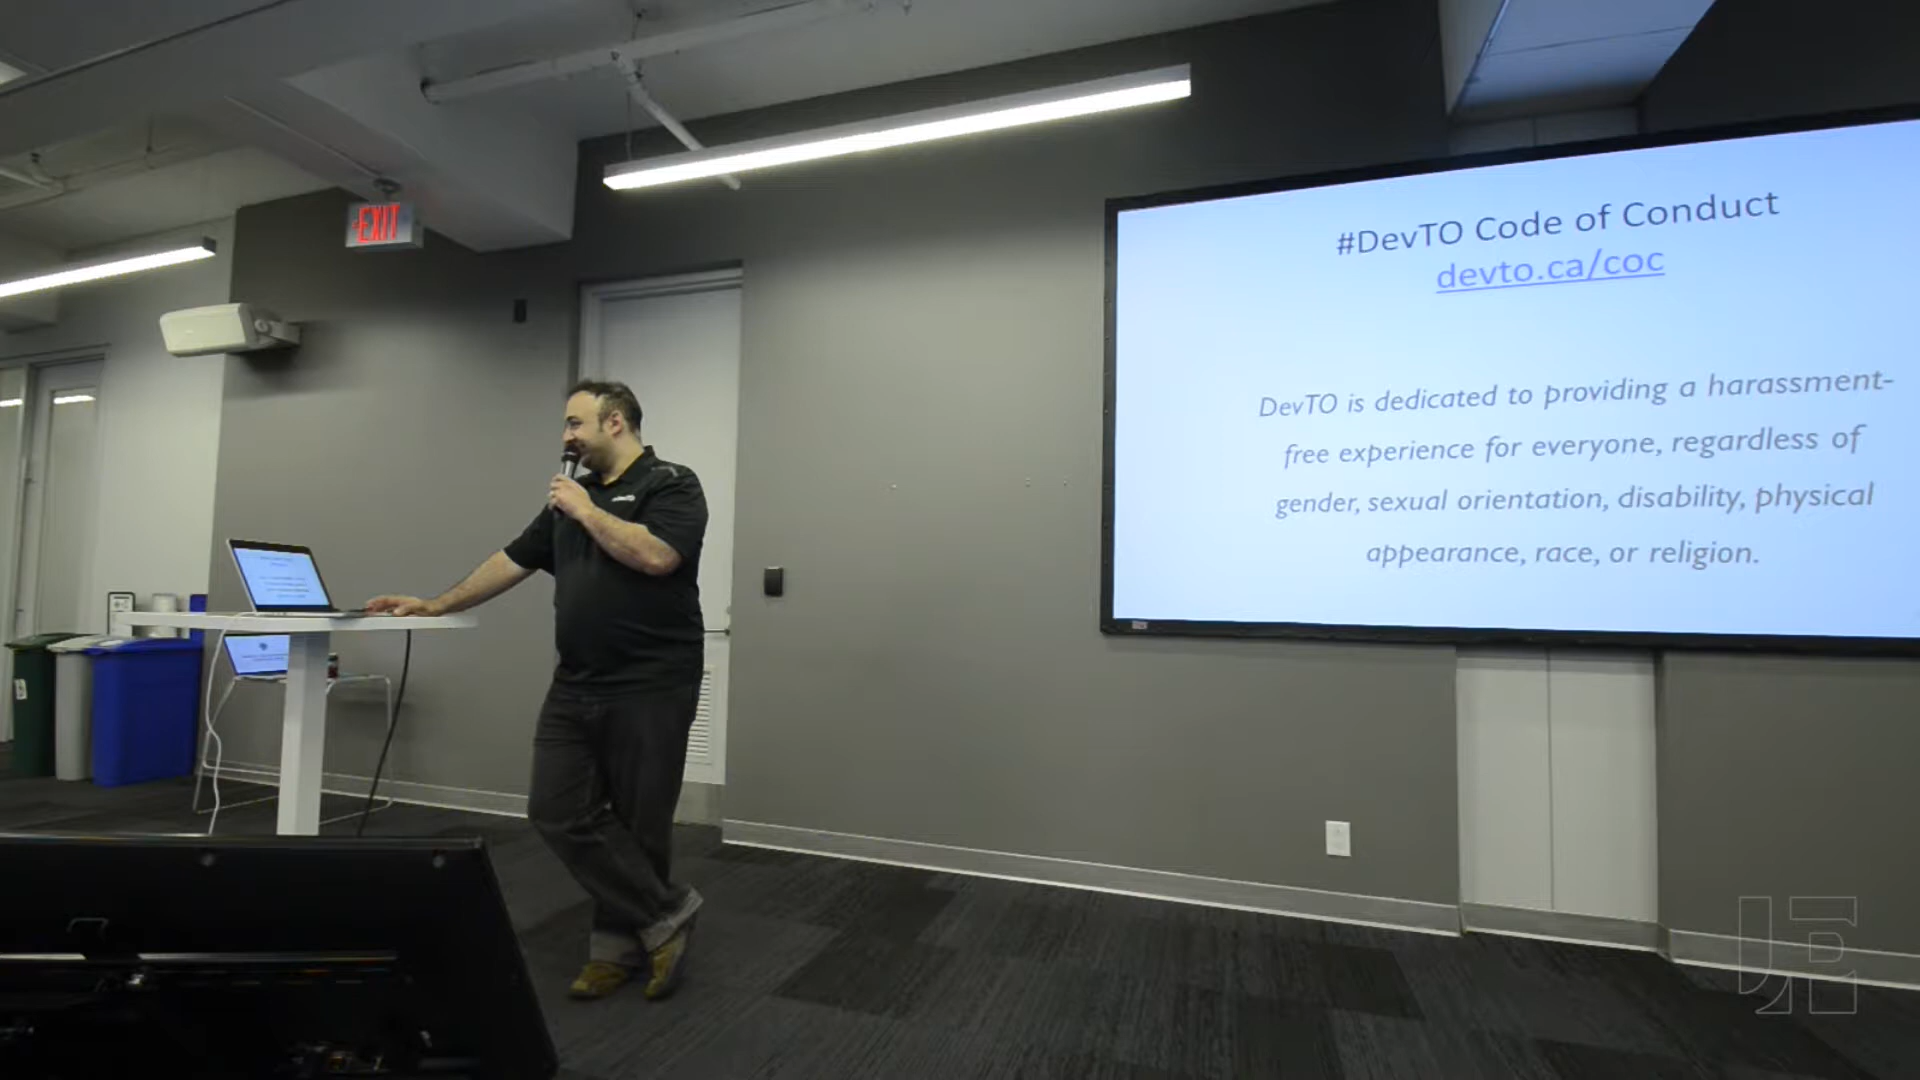 EXIT
#DevTO Code of Conduct
devto.ca/coc
DevTO is dedicated to providing a harassment-
free experience for everyone, regardless of
gender, sexual orientation, disability, physical
appearance, race, or religion.